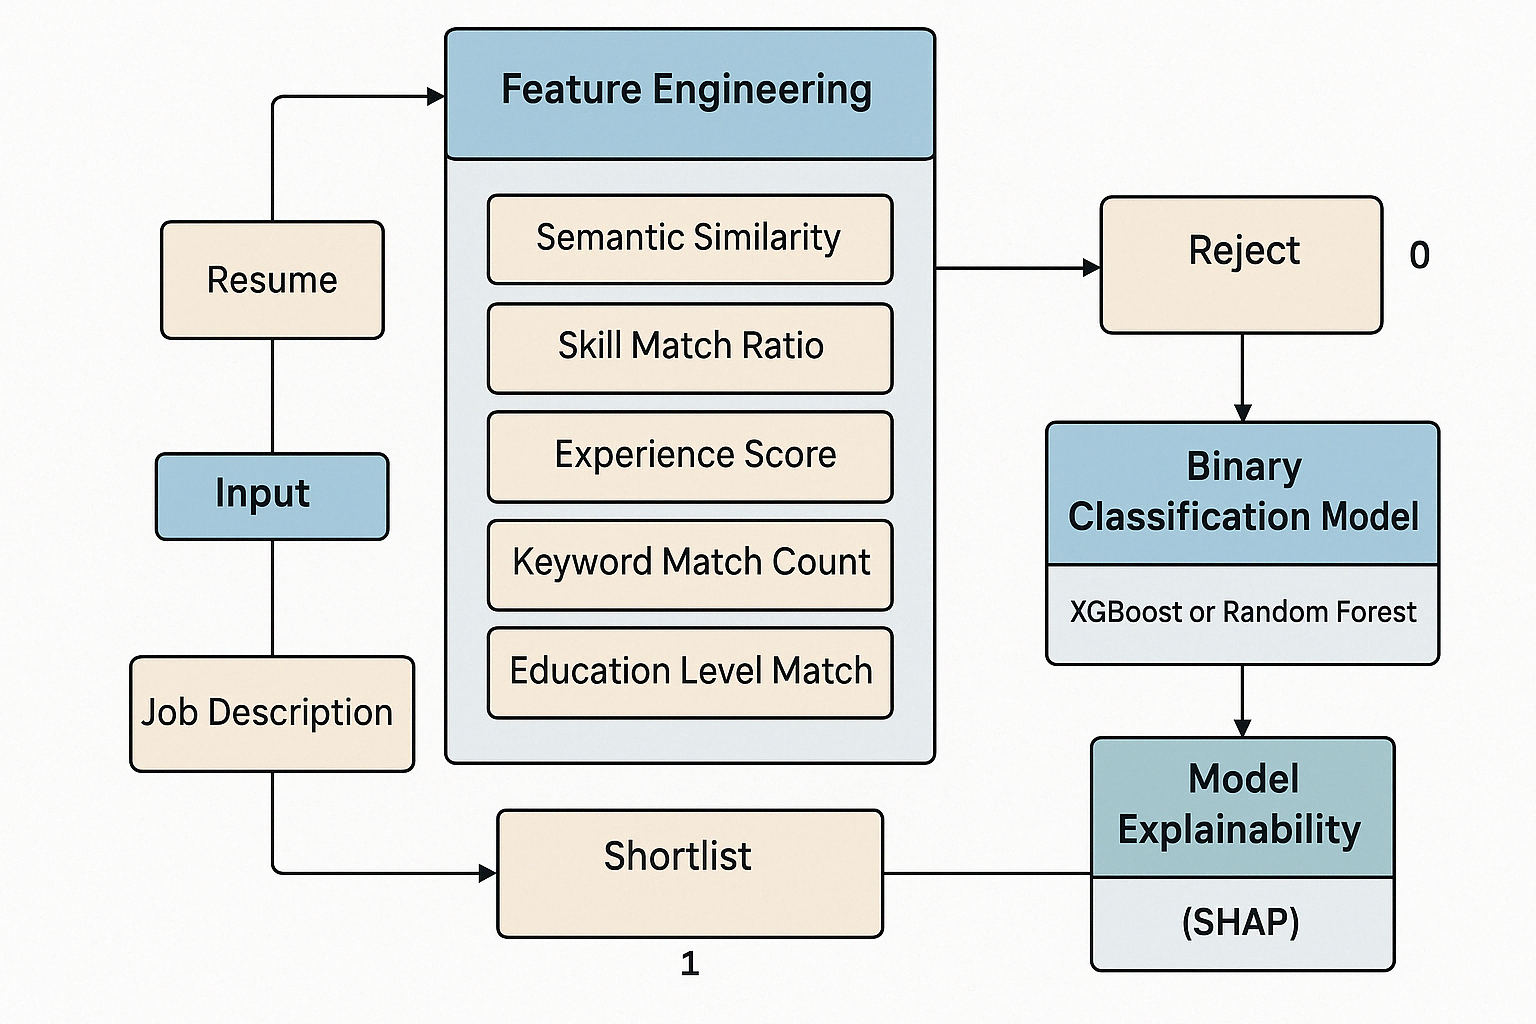 Feature Engineering
Semantic Similarity
Skill Match Ratio
Experience Score
Keyword Match Count
Education Level Match
Resume
Input
Job Description
Reject
0
Binary
Classification Model
XGBoost or Random Forest
Model
Explainability
(SHAP)
Shortlist
1